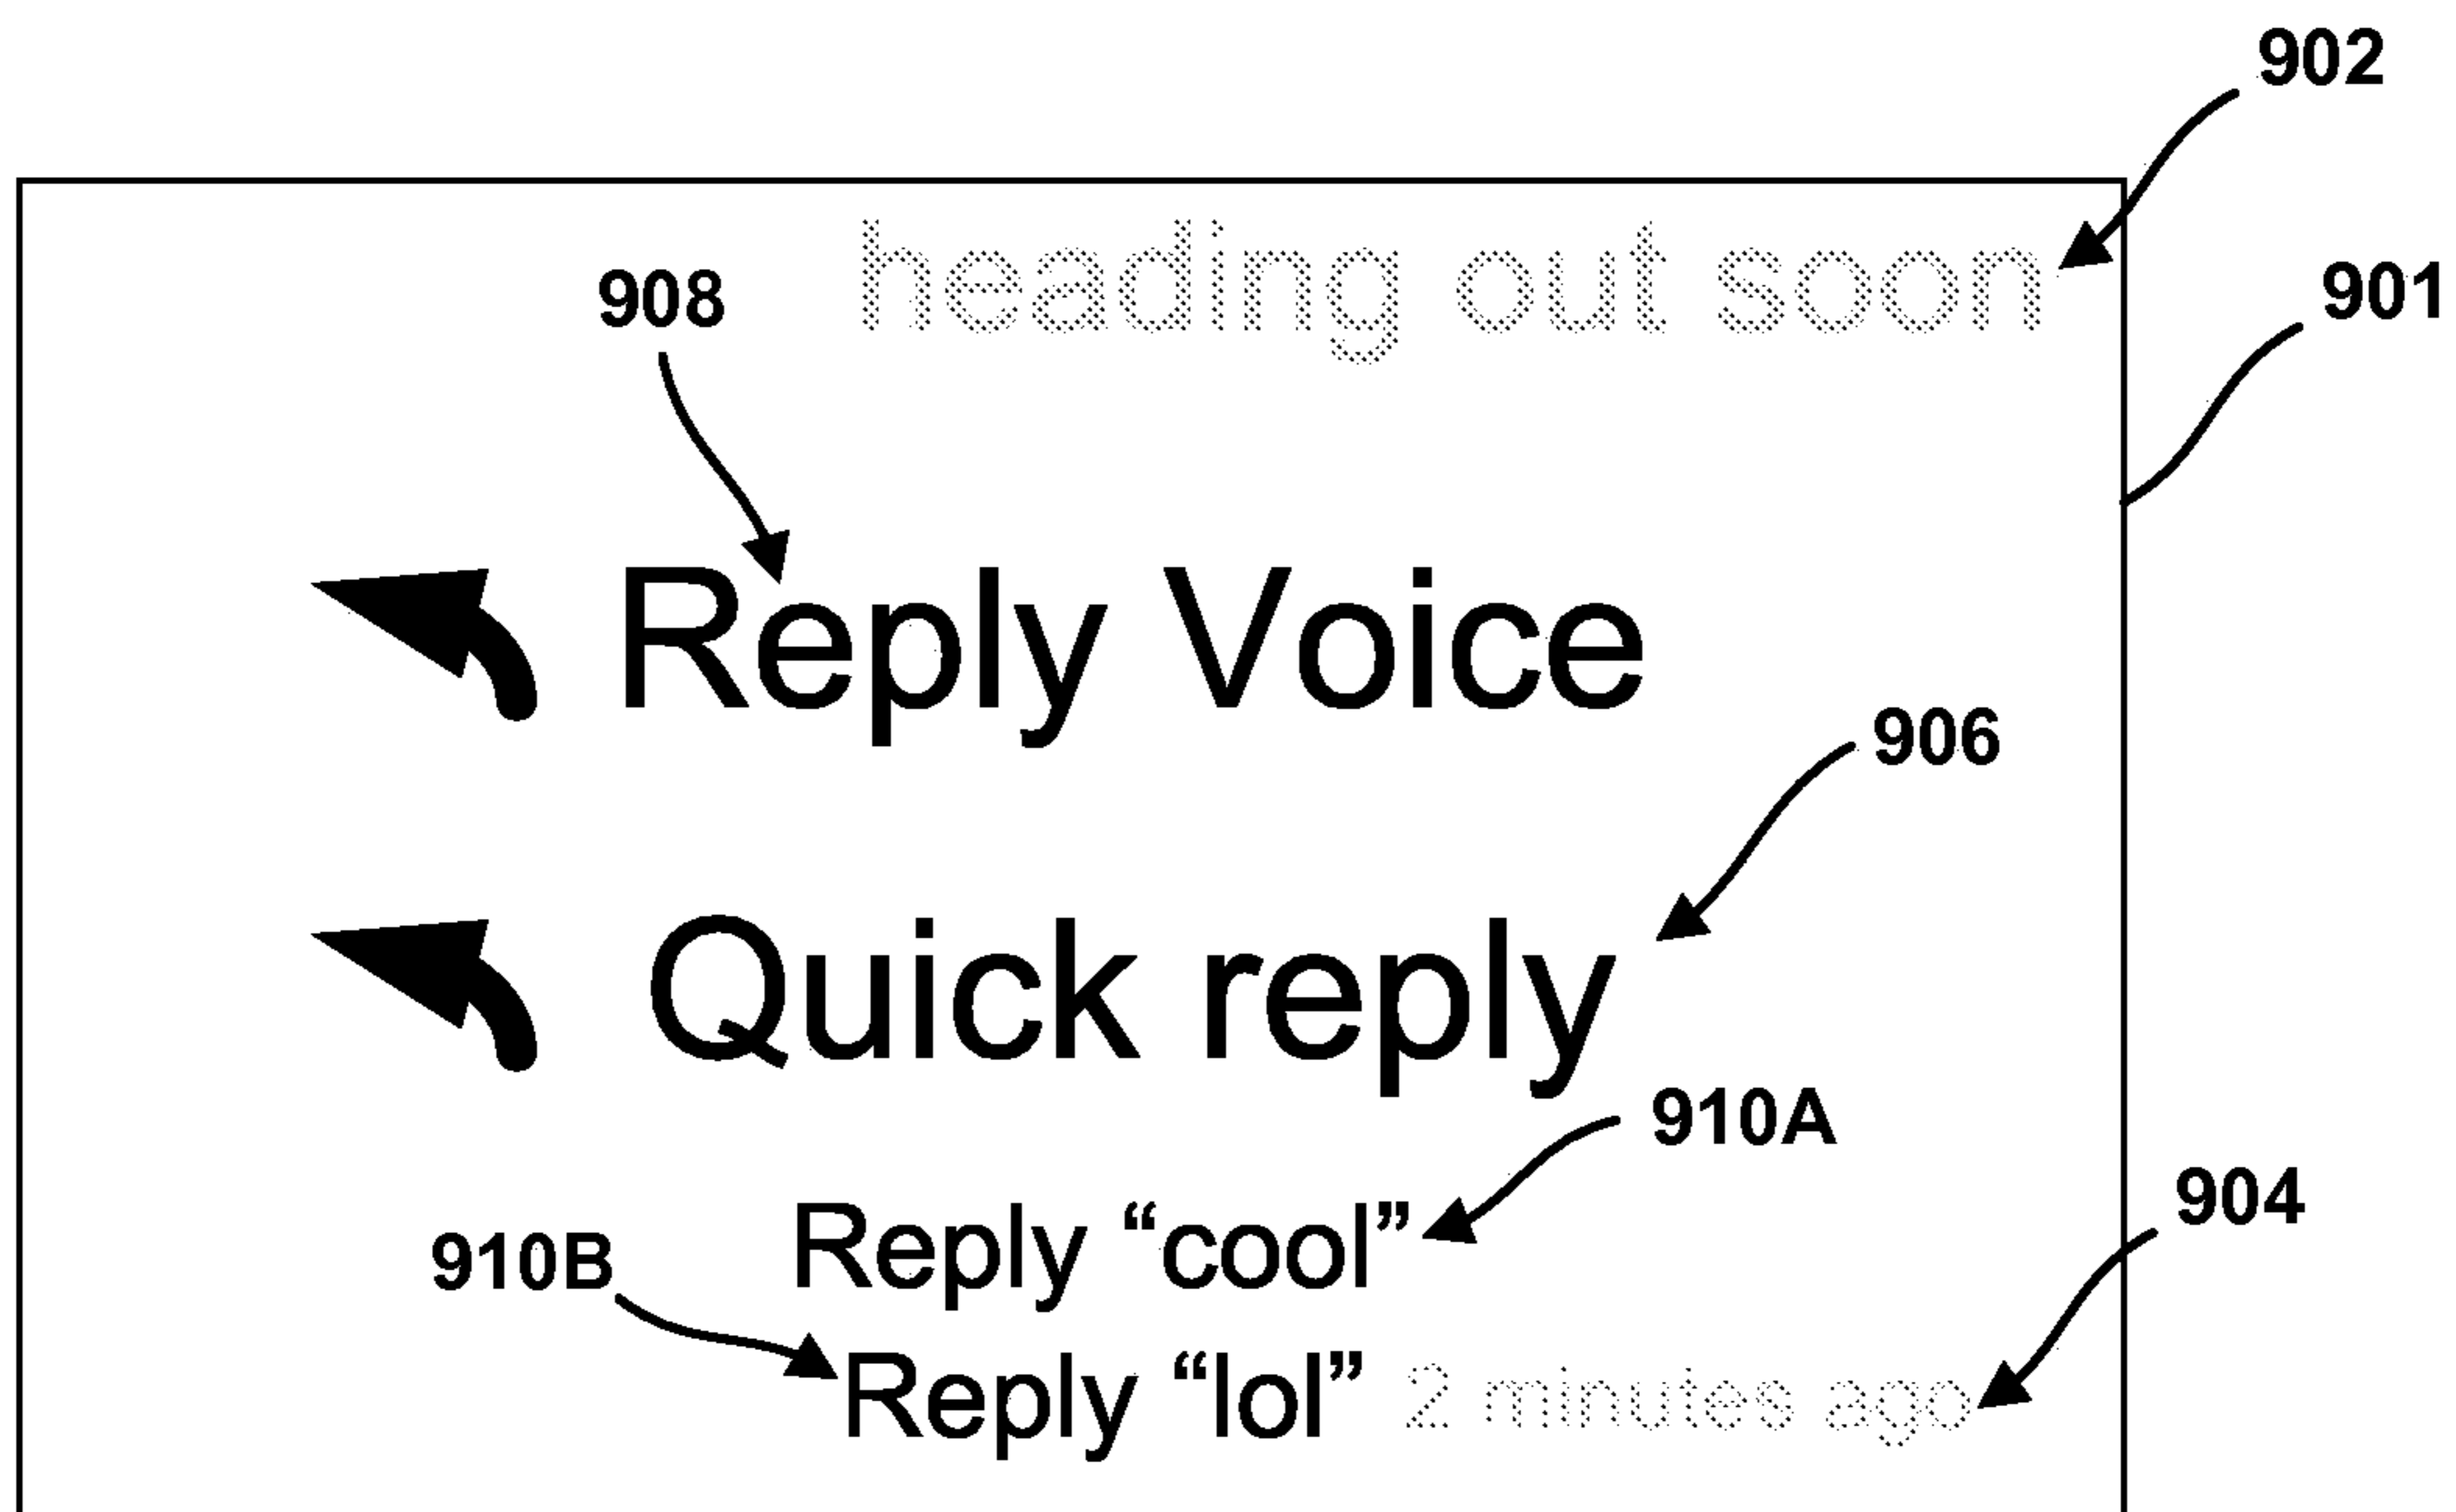 902
heading out soon
908
901
Reply Voice
906
Quick reply
910A
904
Reply “cool”
910B
Reply “lol” 2 minutes ago